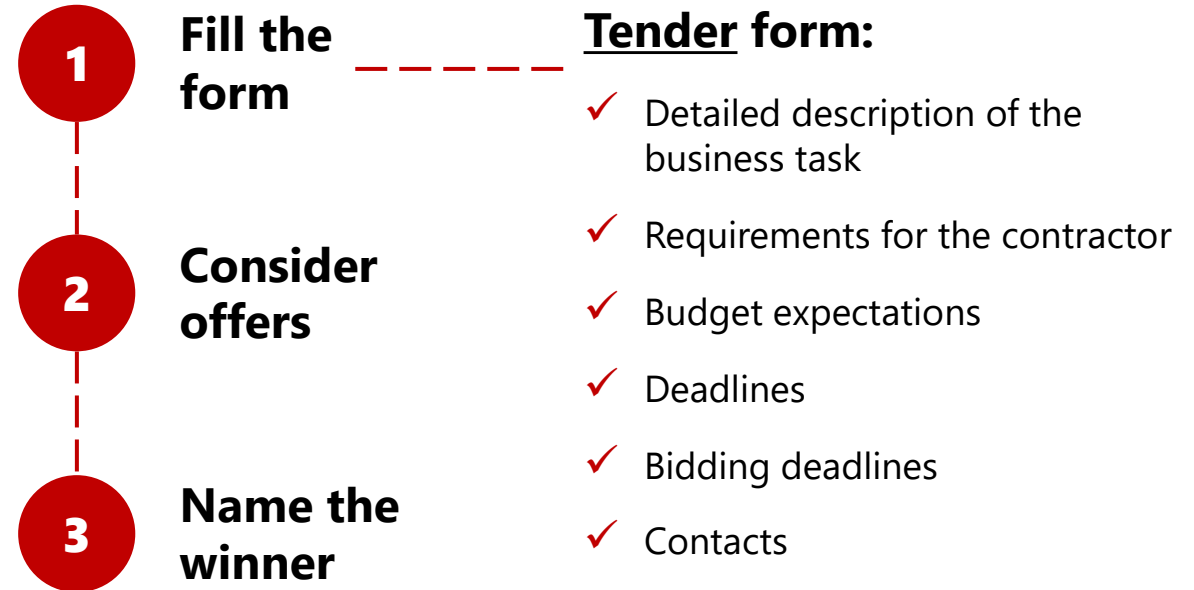 1
Fill the
form
2
Consider
offers
3
Name the
winner
Tender form:
Detailed description of the
business task
Requirements for the contractor
Budget expectations
Deadlines
Bidding deadlines
Contacts